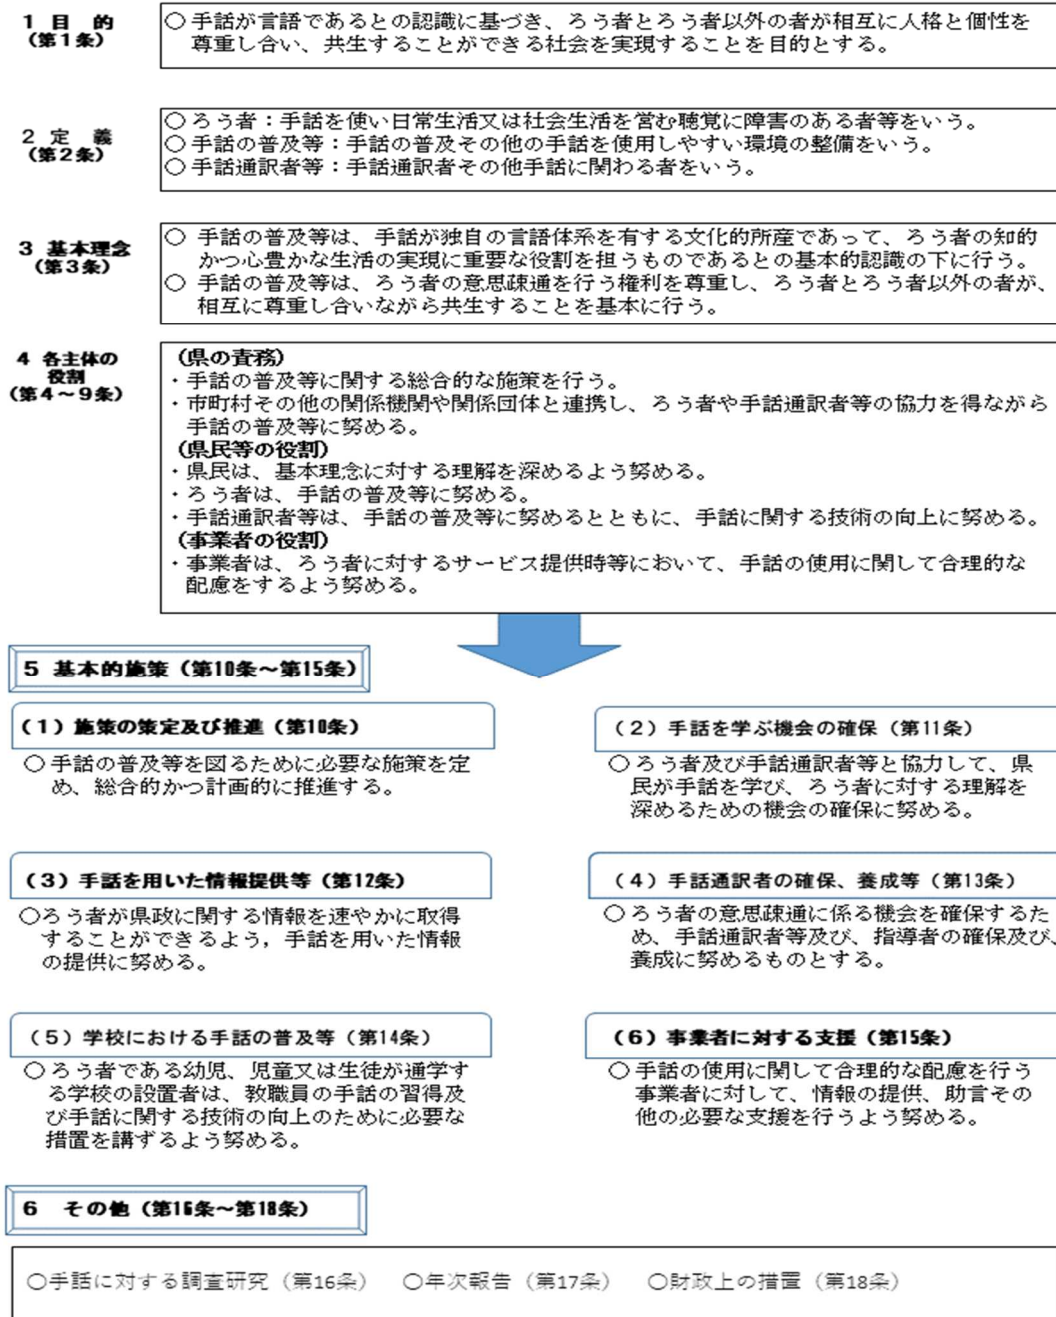 1 目 的
(第1条)
○ 手話が言語であるとの認識に基づき、ろう者とろう者以外の者が相互に人格と個性を
尊重し合い、共生することができる社会を実現することを目的とする。
2 定 義
(第2条)
○ ろう者：手話を使い日常生活又は社会生活を営む聴覚に障害のある者等をいう。
○ 手話の普及等：手話の普及その他の手話を使用しやすい環境の整備をいう。
○ 手話通訳者等：手話通訳者その他手話に関わる者をいう。
3 基本理念
(第3条)
○ 手話の普及等は、手話が独自の言語体系を有する文化的所産であって、ろう者の知的
かつ心豊かな生活の実現に重要な役割を担うものであるとの基本的認識の下に行う。
○ 手話の普及等は、ろう者の意思疎通を行う権利を尊重し、ろう者とろう者以外の者が、
相互に尊重し合いながら共生することを基本に行う。
4 各主体の
役割
(第4～9条)
（県の責務）
・手話の普及等に関する総合的な施策を行う。
・市町村その他の関係機関や関係団体と連携し、ろう者や手話通訳者等の協力を得ながら
手話の普及等に努める。
（県民等の役割）
・県民は、基本理念に対する理解を深めるよう努める。
・ろう者は、手話の普及等に努める。
・手話通訳者等は、手話の普及等に努めるとともに、手話に関する技術の向上に努める。
（事業者の役割）
・事業者は、ろう者に対するサービス提供時等において、手話の使用に関して合理的な
配慮をするよう努める。
5 基本的施策（第10条～第15条）
（1）施策の策定及び推進（第10条）
○ 手話の普及等を図るために必要な施策を定
め、総合的かつ計画的に推進する。
（2）手話を学ぶ機会の確保（第11条）
○ ろう者及び手話通訳者等と協力して、県
民が手話を学び、ろう者に対する理解を
深めるための機会の確保に努める。
（3）手話を用いた情報提供等（第12条）
○ろう者が県政に関する情報を速やかに取得
することができるよう，手話を用いた情報
の提供に努める。
（4）手話通訳者の確保、養成等（第13条）
○ ろう者の意思疎通に係る機会を確保するた
め、手話通訳者等及び、指導者の確保及び、
養成に努めるものとする。
（5）学校における手話の普及等（第14条）
○ ろう者である幼児、児童又は生徒が通学す
る学校の設置者は、教職員の手話の習得及
び手話に関する技術の向上のために必要な
措置を講ずるよう努める。
（6）事業者に対する支援（第15条）
○ 手話の使用に関して合理的な配慮を行う
事業者に対して、情報の提供、助言その
他の必要な支援を行うよう努める。
6 その他（第16条～第18条）
○手話に対する調査研究（第16条） ○年次報告（第17条） ○財政上の措置（第18条）